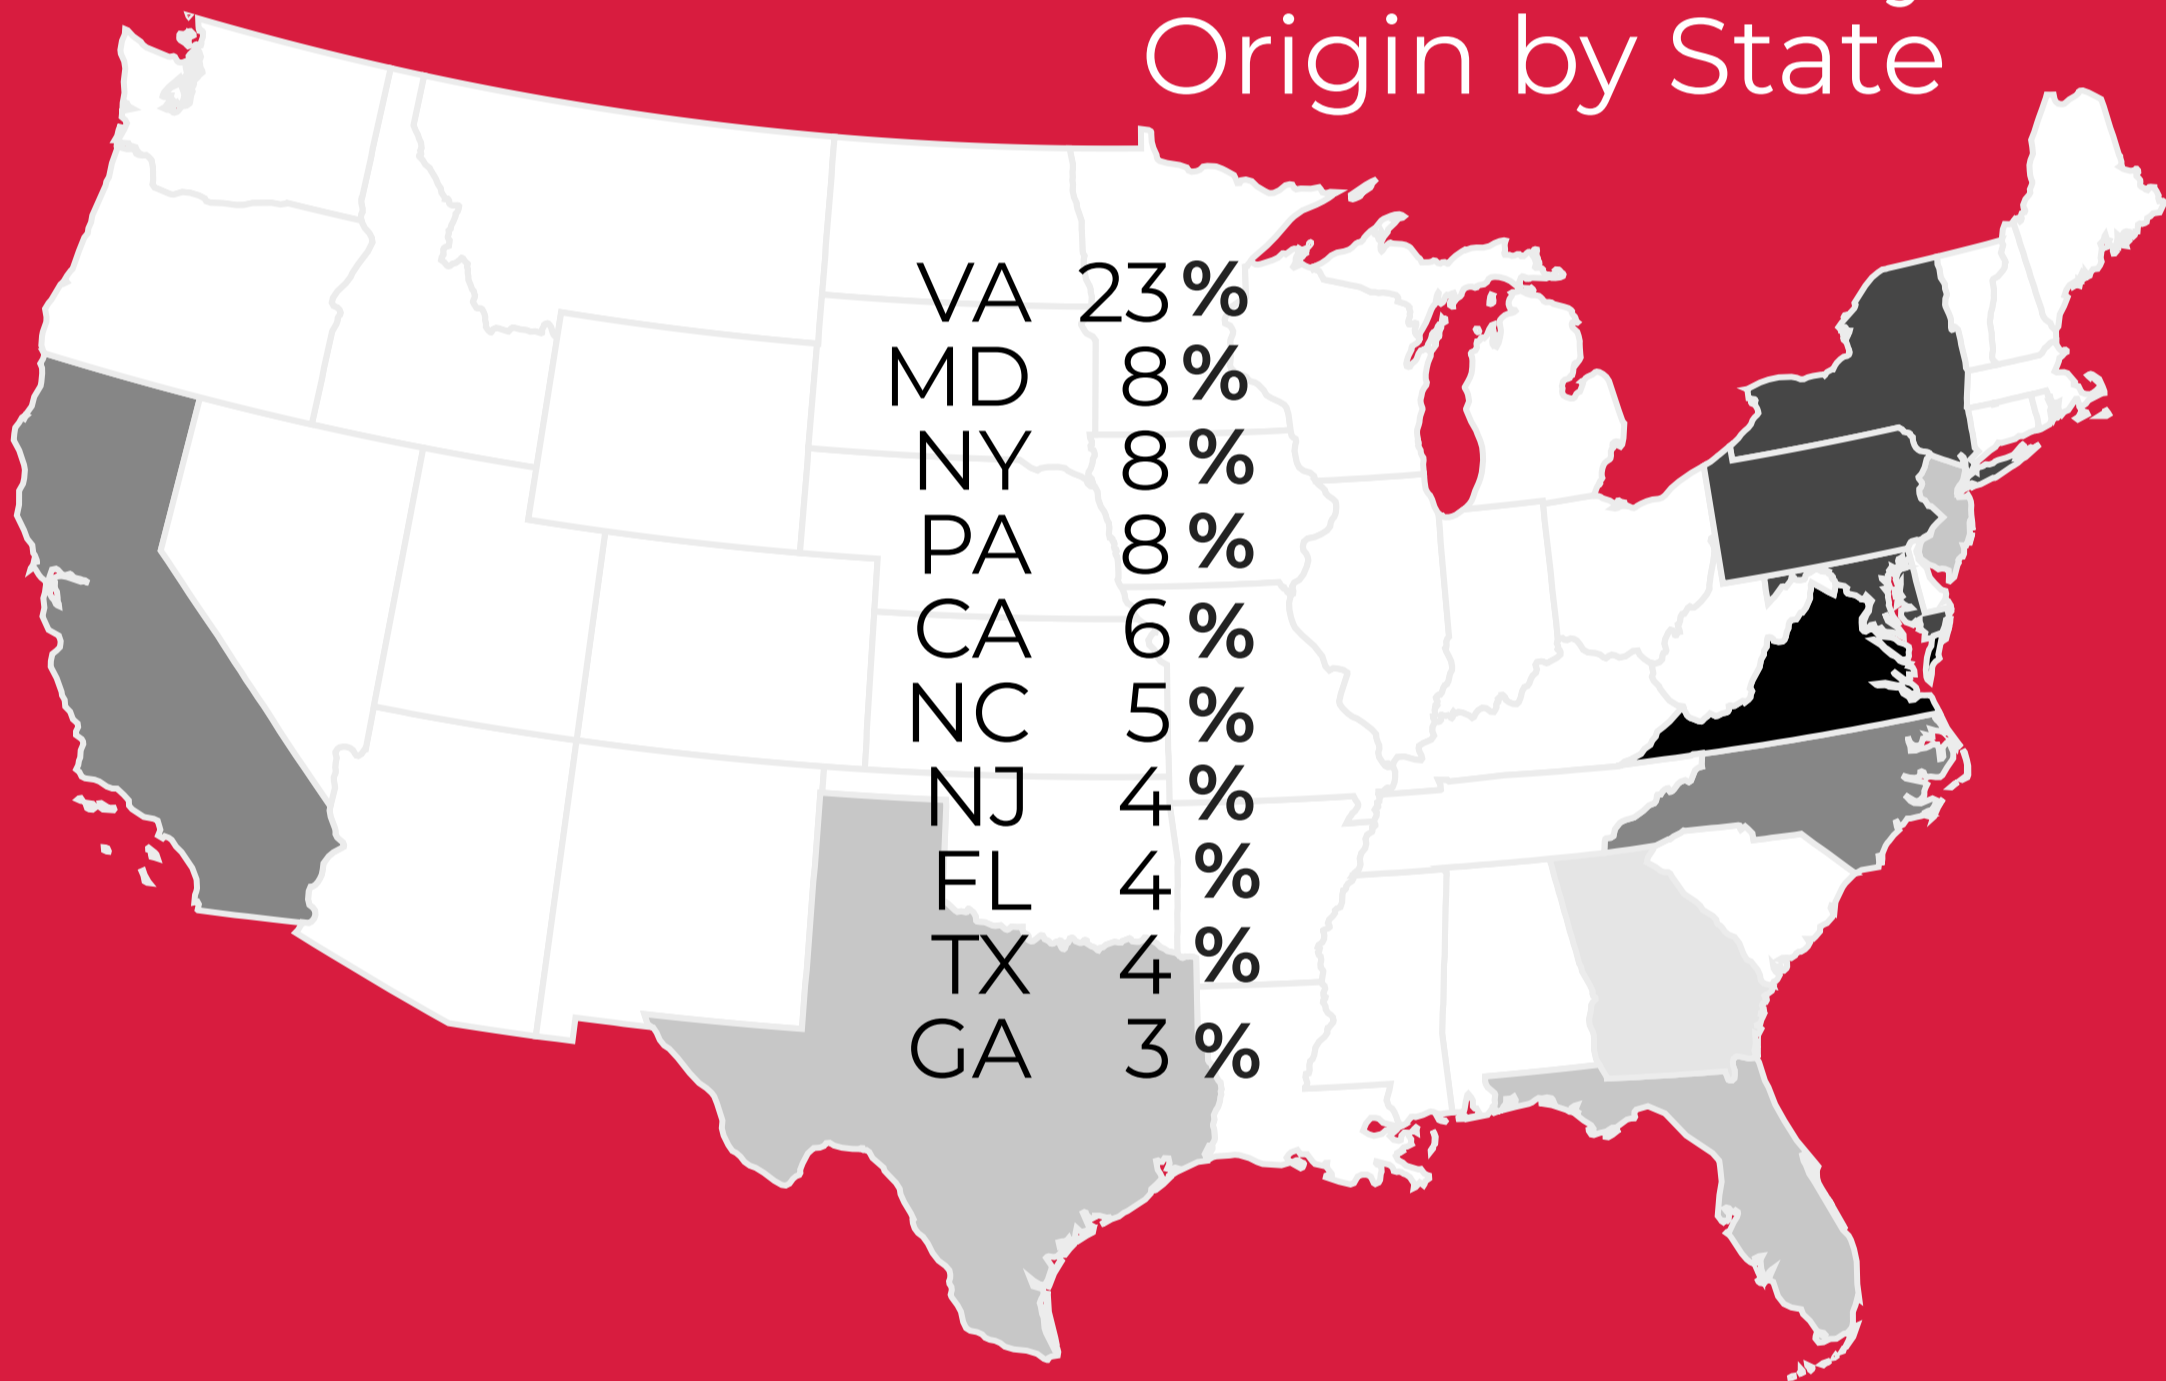 Origin by State
VA 23%
MD 8%
NY 8%
PA 8%
CA 6%
NC 5%
NJ 4%
FL 4%
TX 4%
GA 3%